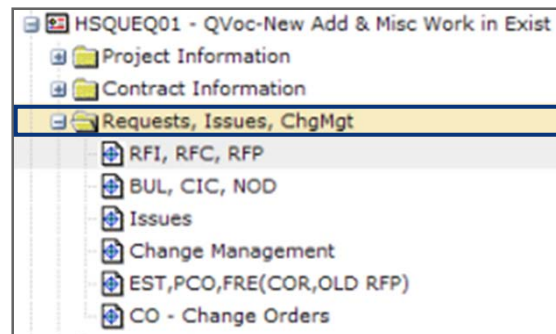 HSQUEQ01 - QVoc-New Add & Misc Work in Exist
Project Information
Contract Information
Requests, Issues, ChgMgt
RFI, RFC, RFP
BUL, CIC, NOD
Issues
Change Management
EST,PCO,FRE(COR,OLD RFP)
CO - Change Orders